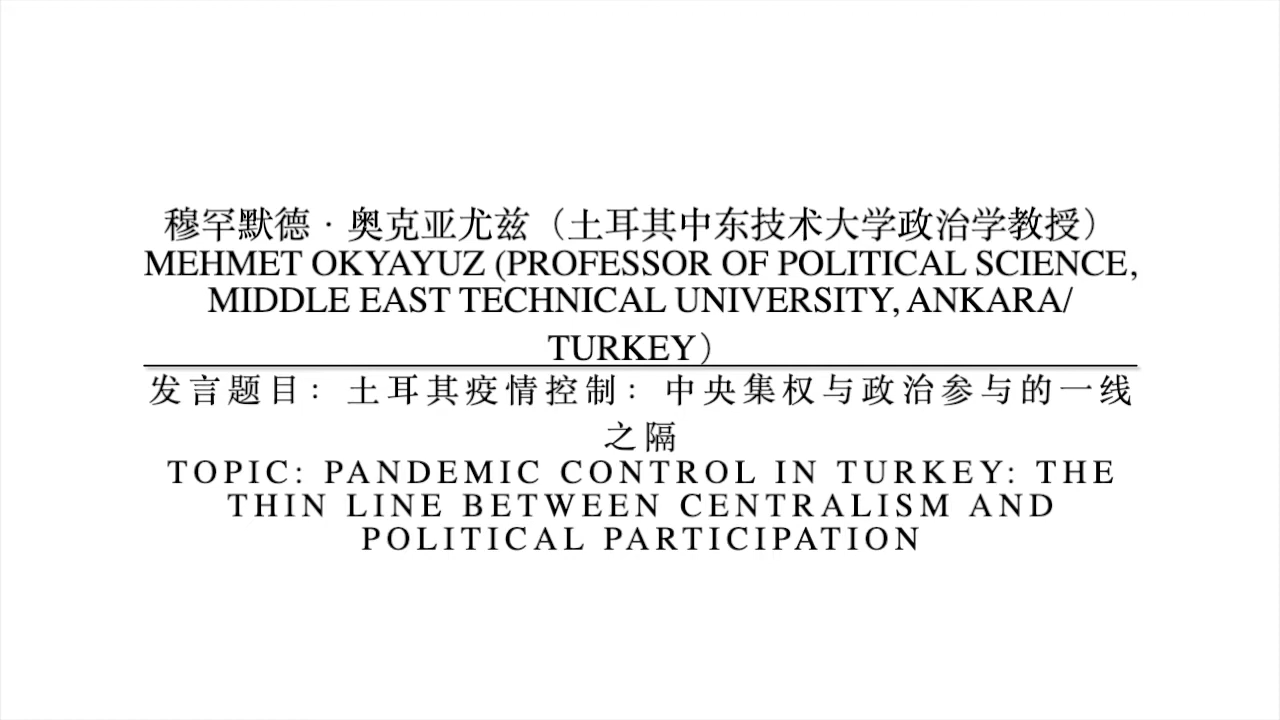 穆罕默德 · 奥克亚尤兹（土耳其中东技术大学政治学教授）
MEHMET OKYAYUZ (PROFESSOR OF POLITICAL SCIENCE,
MIDDLE EAST TECHNICAL UNIVERSITY, ANKARA/
TURKEY）
发言题目：土耳其疫情控制：中央集权与政治参与的一线
之隔
TOPIC: PANDEMIC CONTROL IN TURKEY: THE
THIN LINE BETWEEN CENTRALISM AND
POLITICAL PARTICIPATION